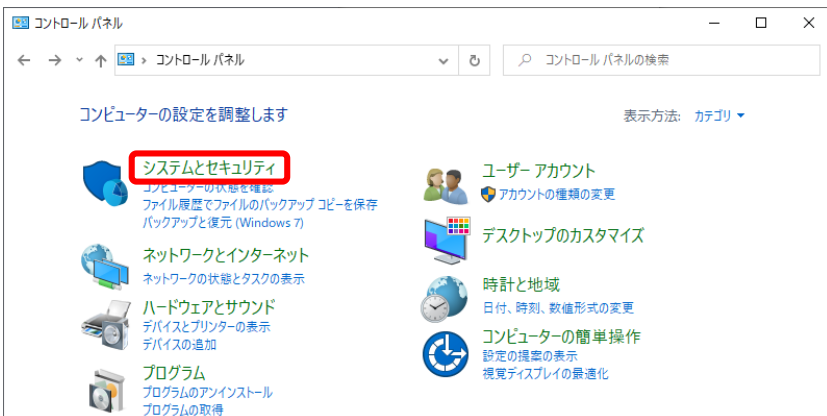 コントロール パネル
コントロール パネル
コントロール パネルの検索
コンピューターの設定を調整します
表示方法: カテゴリ
システムとセキュリティ
コンピューターの状態を確認
ファイル履歴でファイルのバックアップ コピーを保存
バックアップと復元 (Windows 7)
ネットワークとインターネット
ネットワークの状態とタスクの表示
ハードウェアとサウンド
デバイスとプリンターの表示
デバイスの追加
プログラム
プログラムのアンインストール
プログラムの取得
ユーザー アカウント
アカウントの種類の変更
デスクトップのカスタマイズ
時計と地域
日付、時刻、数値形式の変更
コンピューターの簡単操作
設定の提案の表示
視覚ディスプレイの最適化